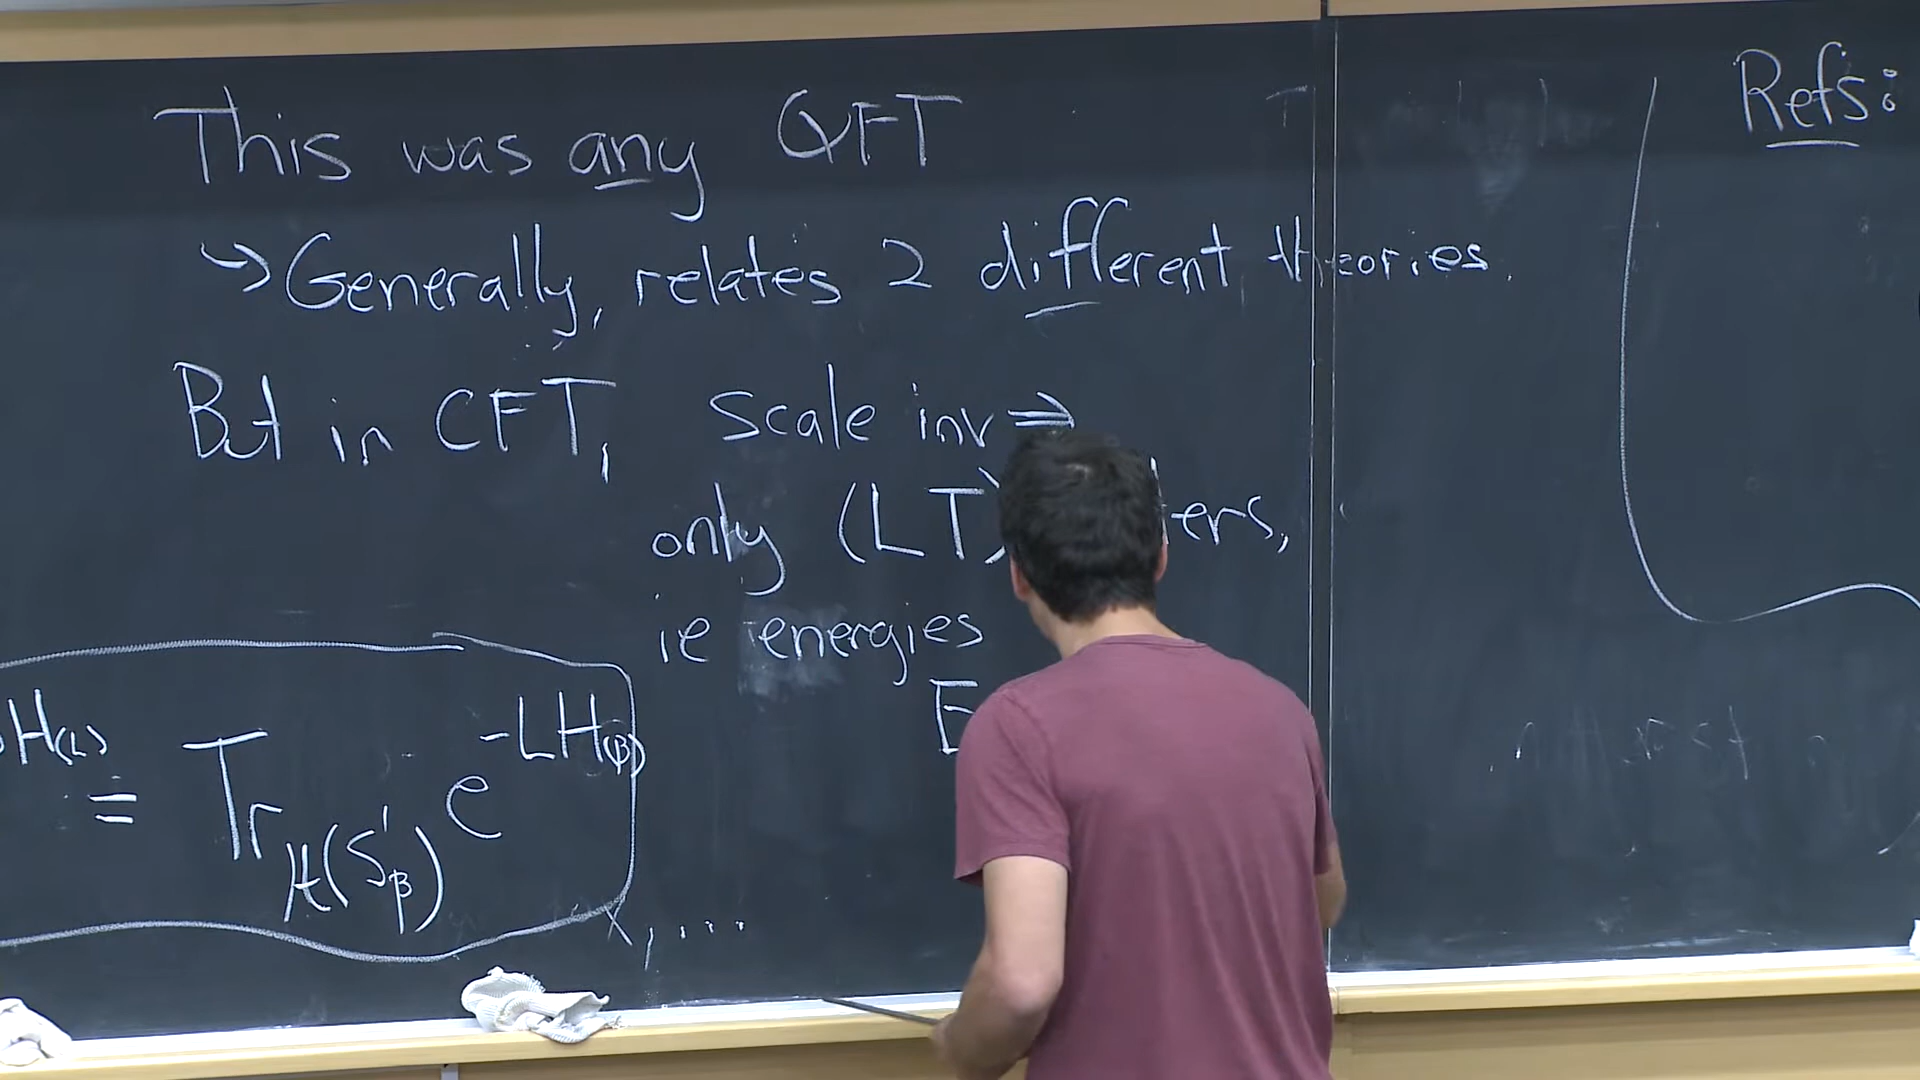 This was any QFT
↪ Generally, relates 2 different theories.
But in CFT, scale inv ⇒
only (LT)
ie energies
E
H(L) = Tr_{H(S¹_β)} e^{-LH(β)}
Refs: